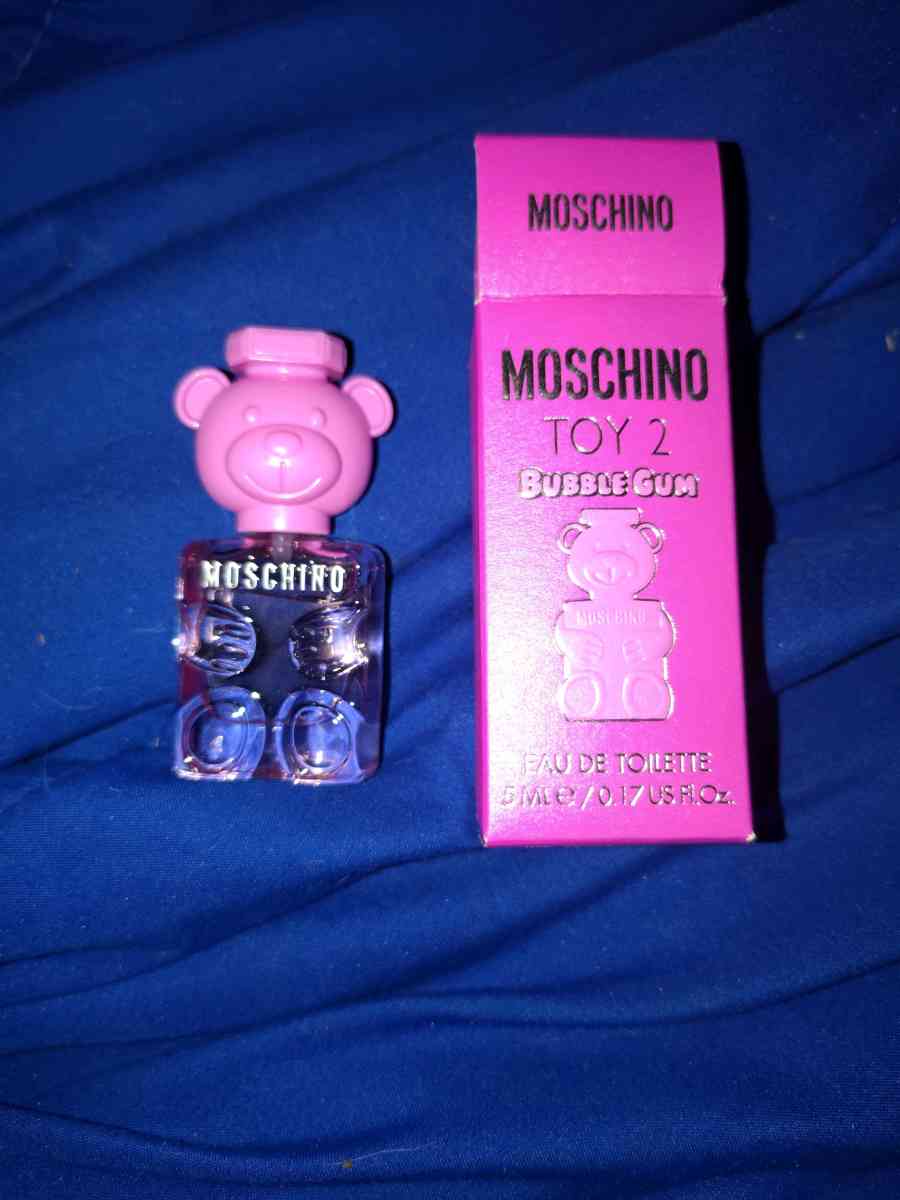 MOSCHINO
MOSCHINO
MOSCHINO
TOY 2
BUBBLE GUM
MOSCHINO
EAU DE TOILETTE
5 ML e / 0.17 US Fl.Oz.